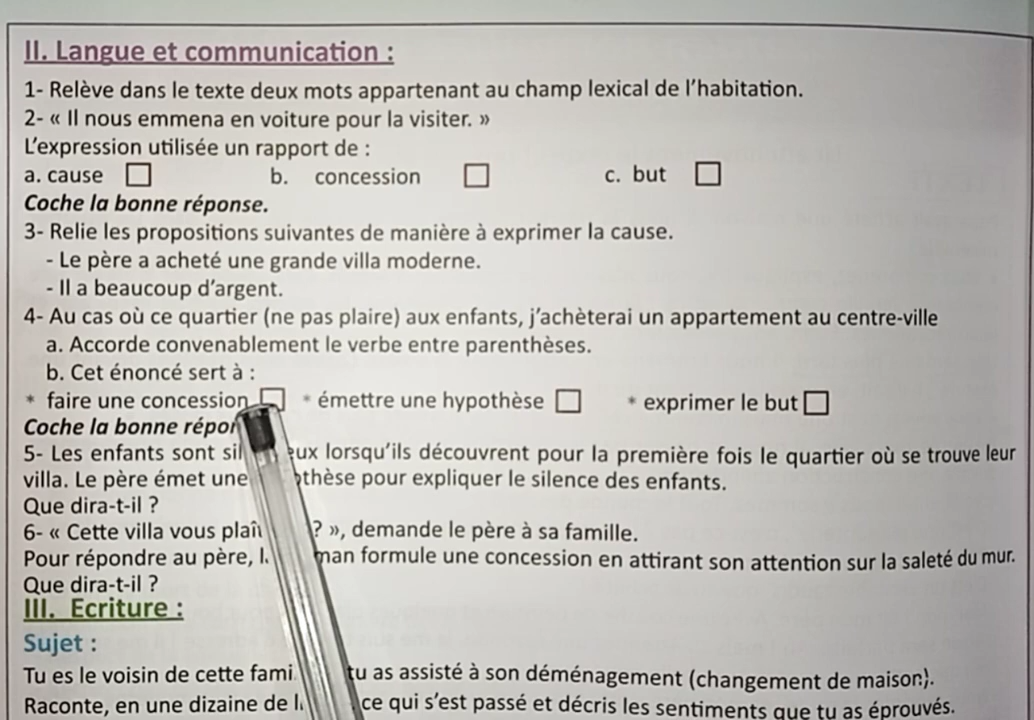 II. Langue et communication :
1- Relève dans le texte deux mots appartenant au champ lexical de l'habitation.
2- « Il nous emmena en voiture pour la visiter. »
L'expression utilisée un rapport de :
a. cause b. concession c. but
Coche la bonne réponse.
3- Relie les propositions suivantes de manière à exprimer la cause.
- Le père a acheté une grande villa moderne.
- Il a beaucoup d'argent.
4- Au cas où ce quartier (ne pas plaire) aux enfants, j'achèterai un appartement au centre-ville
a. Accorde convenablement le verbe entre parenthèses.
b. Cet énoncé sert à :
* faire une concession * émettre une hypothèse * exprimer le but
Coche la bonne
5- Les enfants sont lorsqu'ils découvrent pour la première fois le quartier où se trouve leur
villa. Le père émet une pour expliquer le silence des enfants.
Que dira-t-il ?
6- « Cette villa vous ? », demande le père à sa famille.
Pour répondre au père, formule une concession en attirant son attention sur la saleté du mur.
Que dira-t-il ?
III. Ecriture :
Sujet :
Tu es le voisin de cette tu as assisté à son déménagement (changement de maison).
Raconte, en une dizaine de ce qui s'est passé et décris les sentiments que tu as éprouvés.